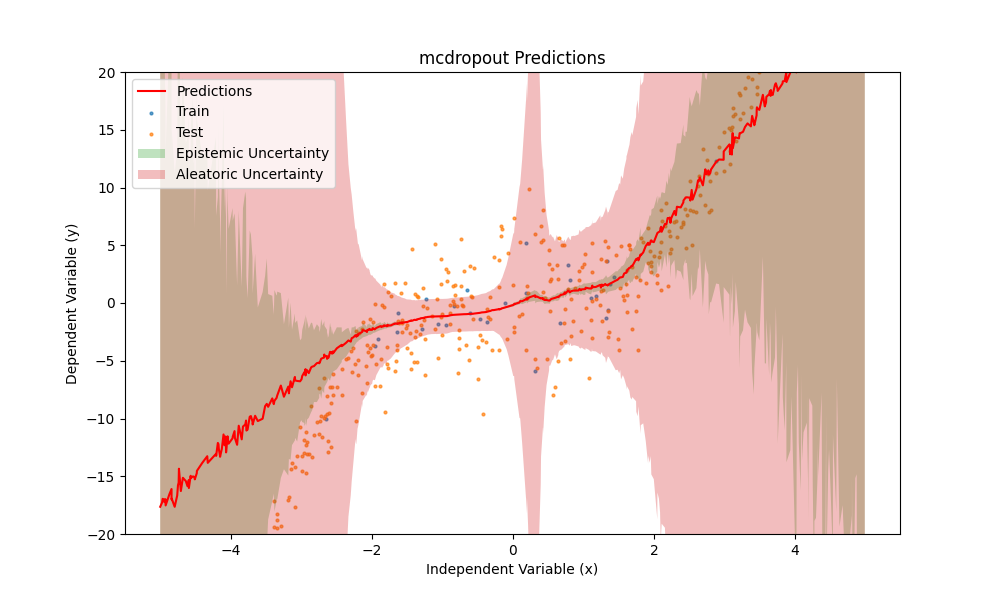 mcdropout Predictions
Dependent Variable (y)
20
15
10
5
0
−5
−10
−15
−20
Predictions
Train
Test
Epistemic Uncertainty
Aleatoric Uncertainty
−4
−2
0
2
4
Independent Variable (x)